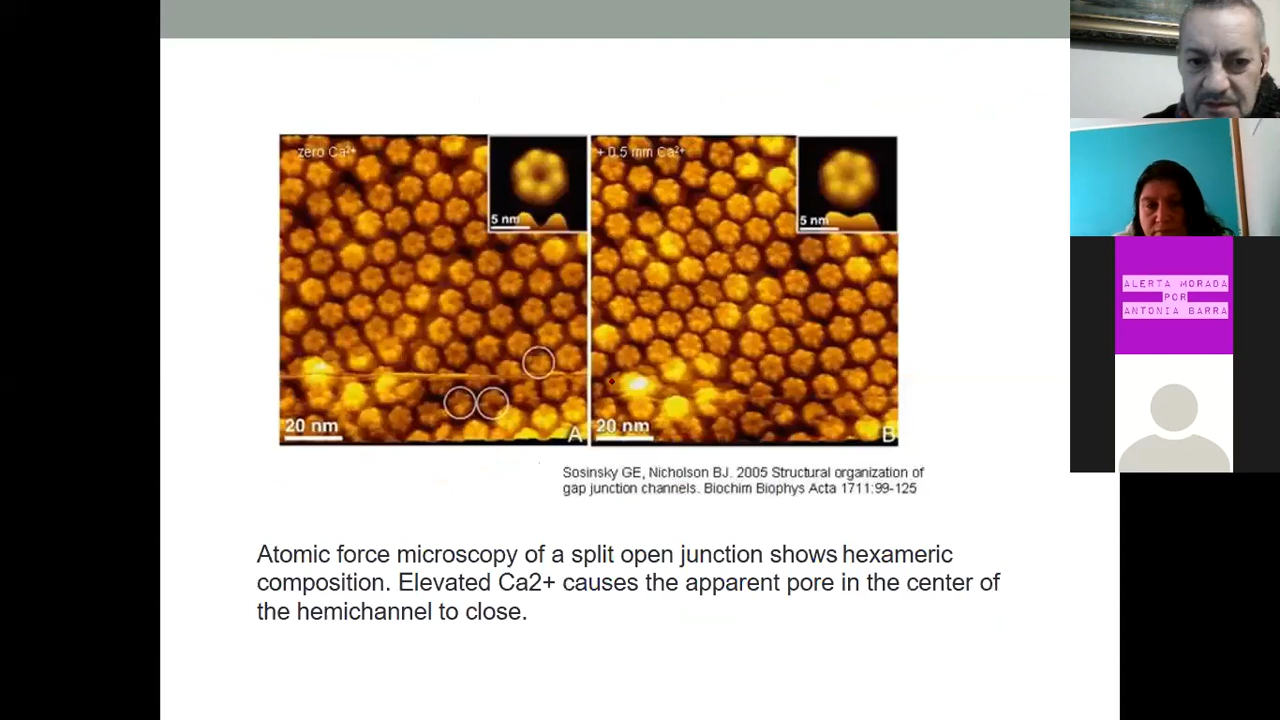 zero Ca²⁺
5 nm
20 nm
A
+ 0.5 mm Ca²⁺
5 nm
20 nm
B
Sosinsky GE, Nicholson BJ. 2005 Structural organization of
gap junction channels. Biochim Biophys Acta 1711:99-125
Atomic force microscopy of a split open junction shows hexameric
composition. Elevated Ca2+ causes the apparent pore in the center of
the hemichannel to close.
ALERTA MORADA
POR
ANTONIA BARRA